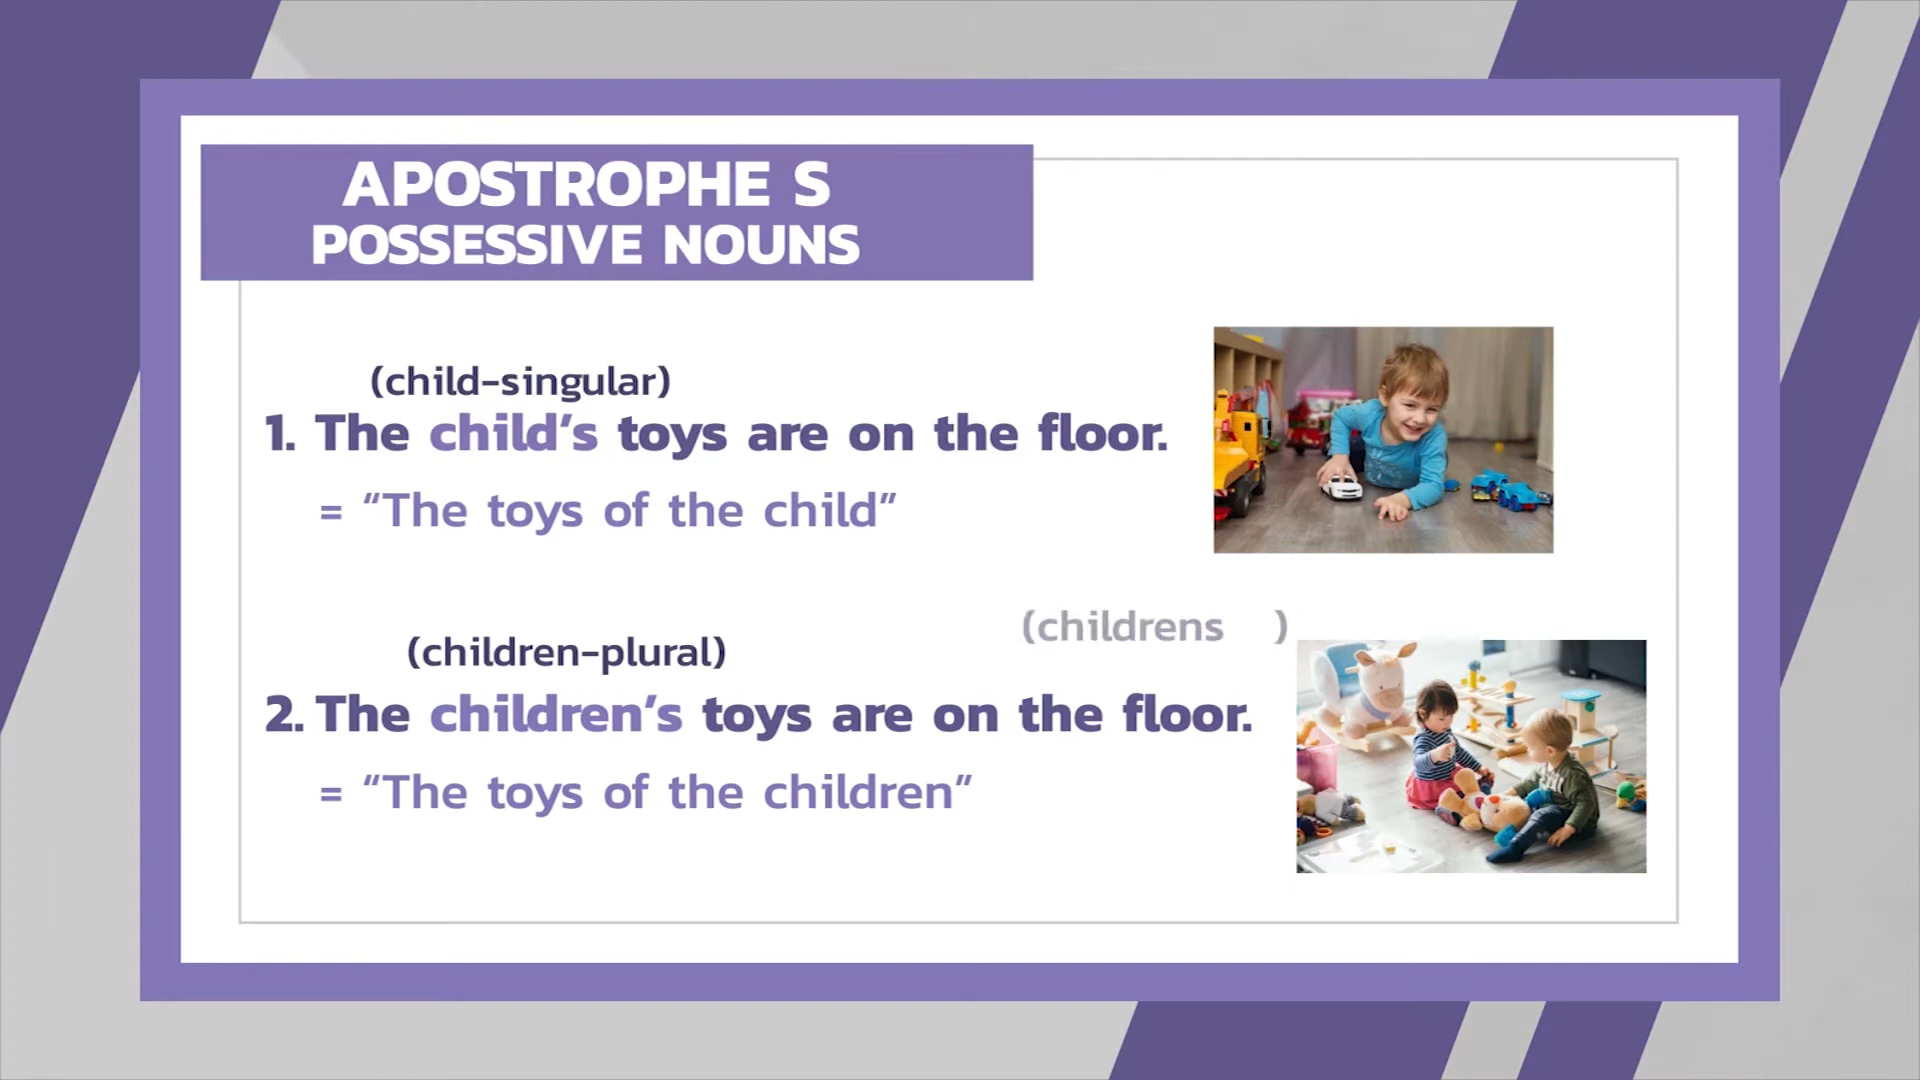 APOSTROPHE S
POSSESSIVE NOUNS
(child-singular)
1. The child’s toys are on the floor.
= “The toys of the child”
(childrens )
(children-plural)
2. The children’s toys are on the floor.
= “The toys of the children”